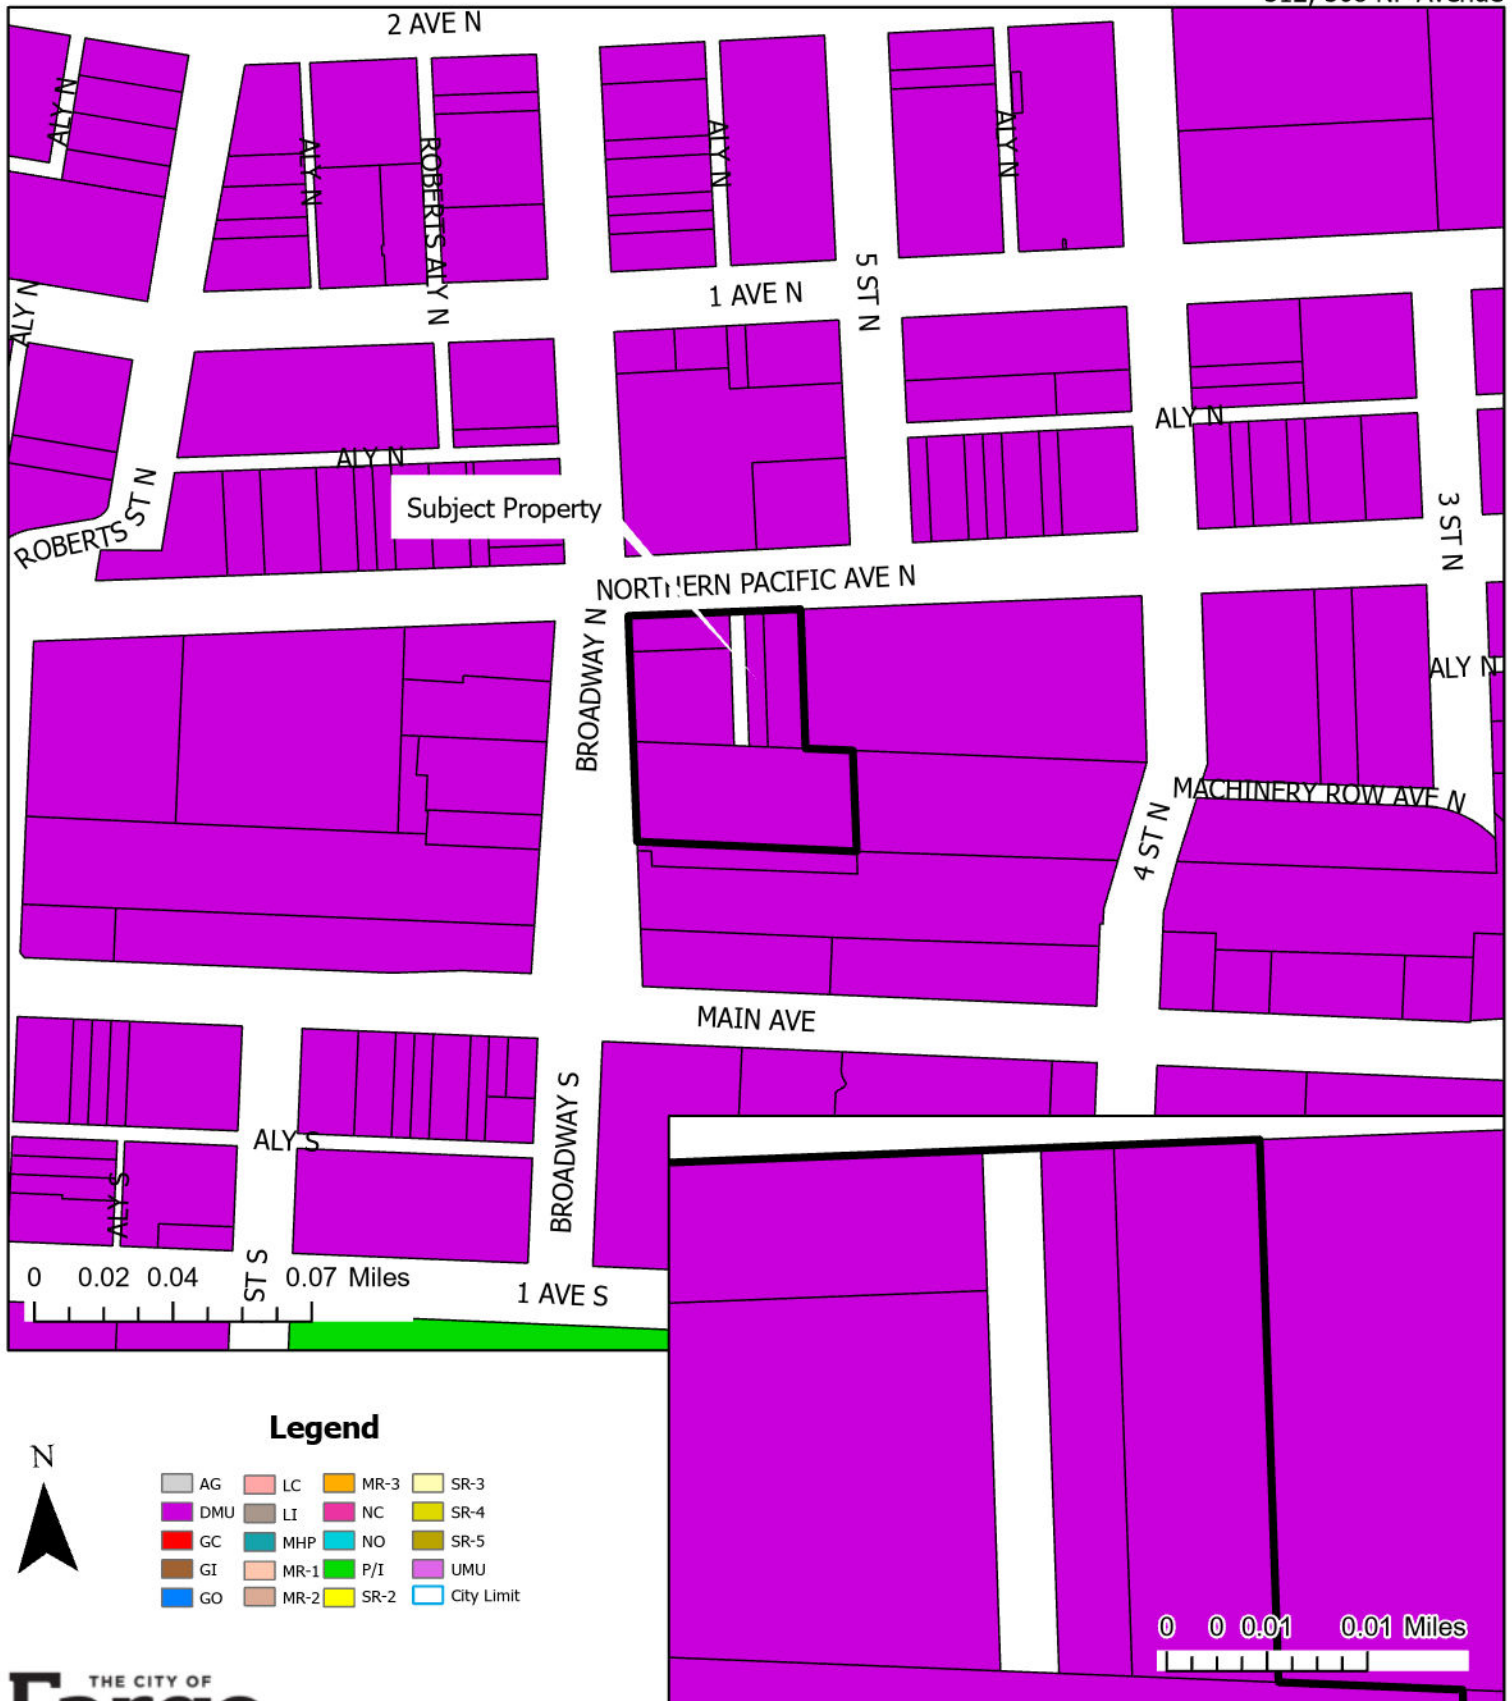 2 AVE N
ALY N
ALY N
ROBERTS ALY N
ALY N
ALY N
ALY N
1 AVE N
5 ST N
ALY N
ALY N
ST N
ROBERTS
Subject Property
3 ST N
NORTHERN PACIFIC AVE N
BROADWAY N
ALY N
MACHINERY ROW AVE N
4 ST N
MAIN AVE
BROADWAY S
ALY S
ALY S
ST S
1 AVE S
0 0.02 0.04 0.07 Miles
0 0 0.01 0.01 Miles
Legend
N
AG
DMU
GC
GI
GO
LC
LI
MHP
MR-1
MR-2
MR-3
NC
NO
P/I
SR-2
SR-3
SR-4
SR-5
UMU
City Limit
THE CITY OF